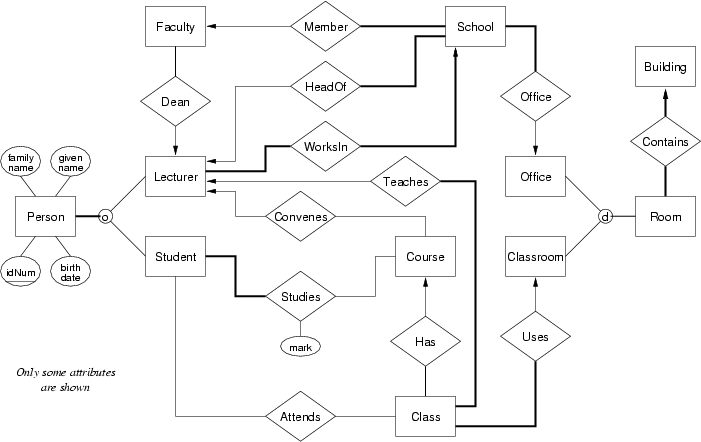 Faculty
Member
School
Building
HeadOf
Dean
Office
Contains
WorksIn
family
name
given
name
Lecturer
Teaches
Office
Person
o
Convenes
d
Room
idNum
birth
date
Student
Course
Classroom
Studies
Has
Uses
mark
Only some attributes
are shown
Attends
Class